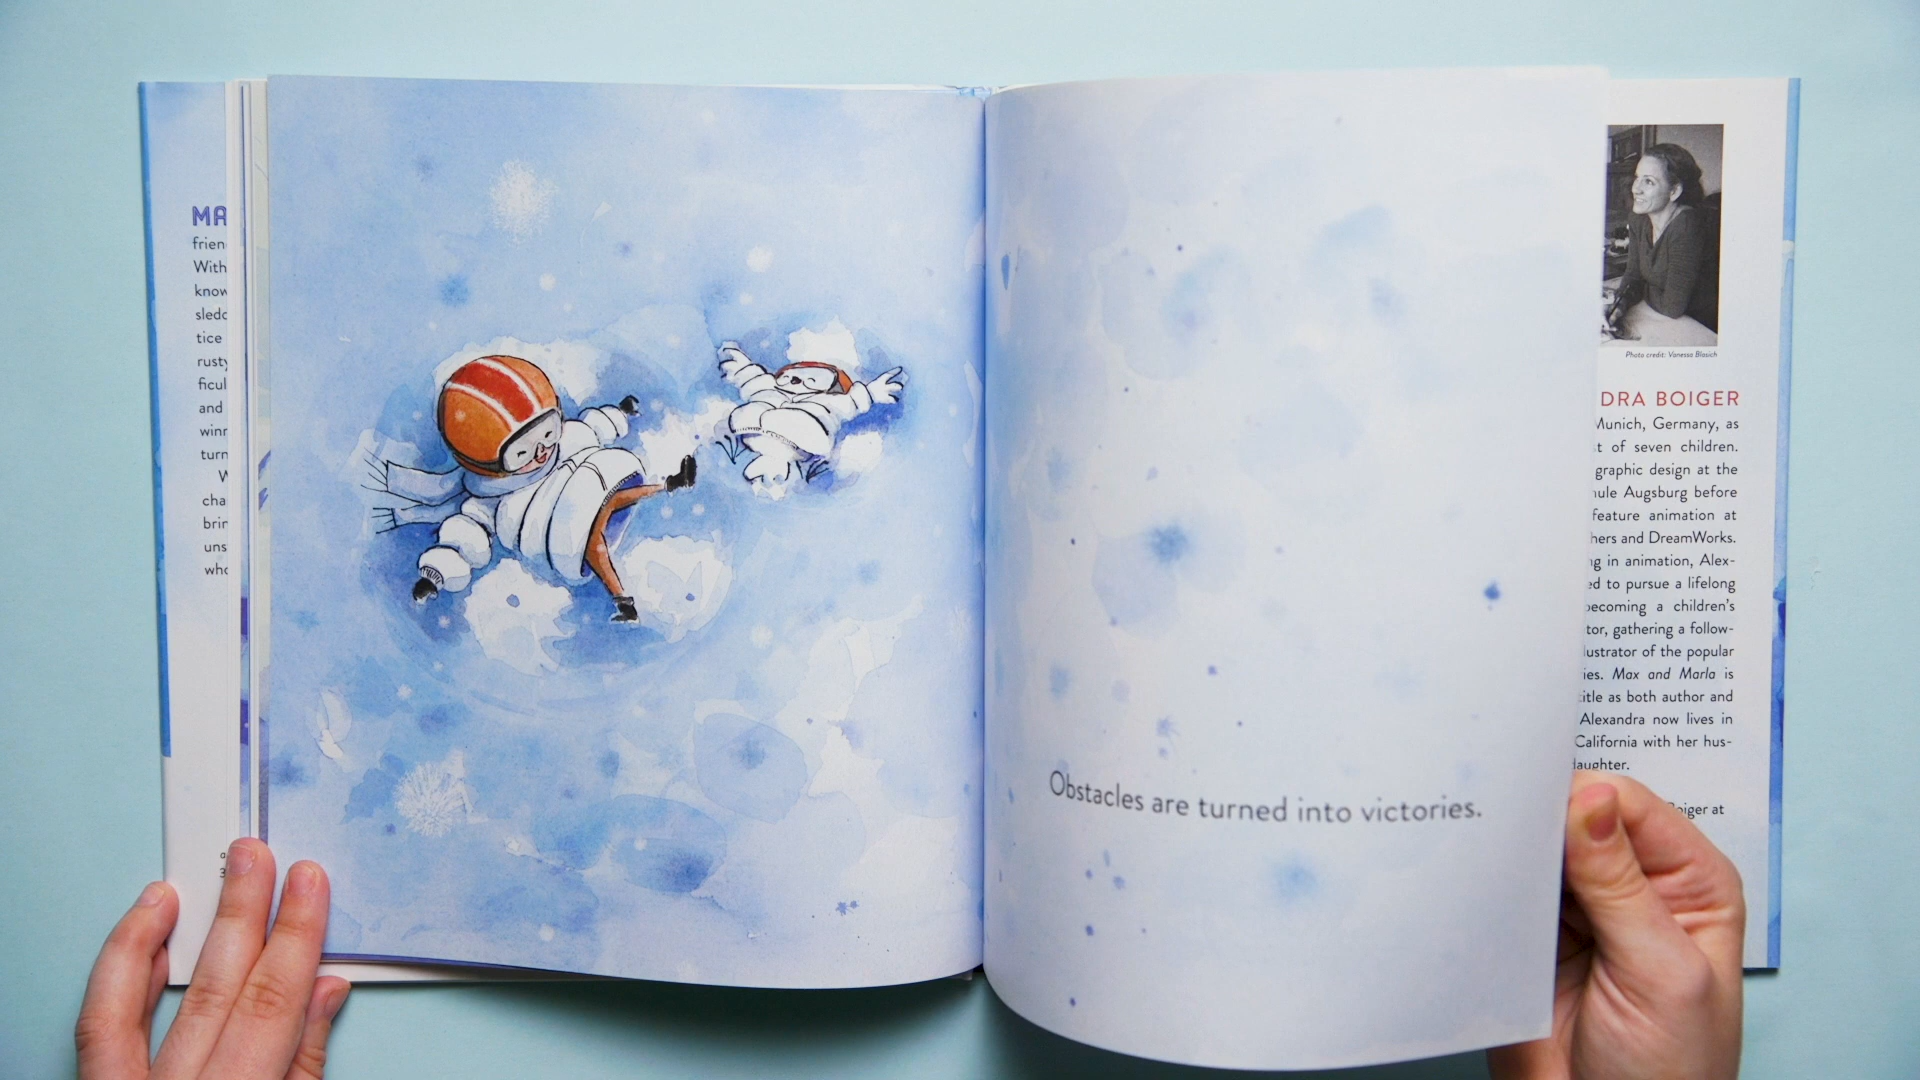 MA
frien
With
know
sledd
tice
rusty
ficul
and
winn
turn
W
cha
brin
uns
who
a
3
Obstacles are turned into victories.
Photo credit: Vanessa Blasich
DRA BOIGER
Munich, Germany, as
t of seven children.
graphic design at the
ule Augsburg before
feature animation at
hers and DreamWorks.
ng in animation, Alex-
ed to pursue a lifelong
becoming a children's
tor, gathering a follow-
lustrator of the popular
ies. Max and Marla is
title as both author and
Alexandra now lives in
California with her hus-
daughter.
Boiger at